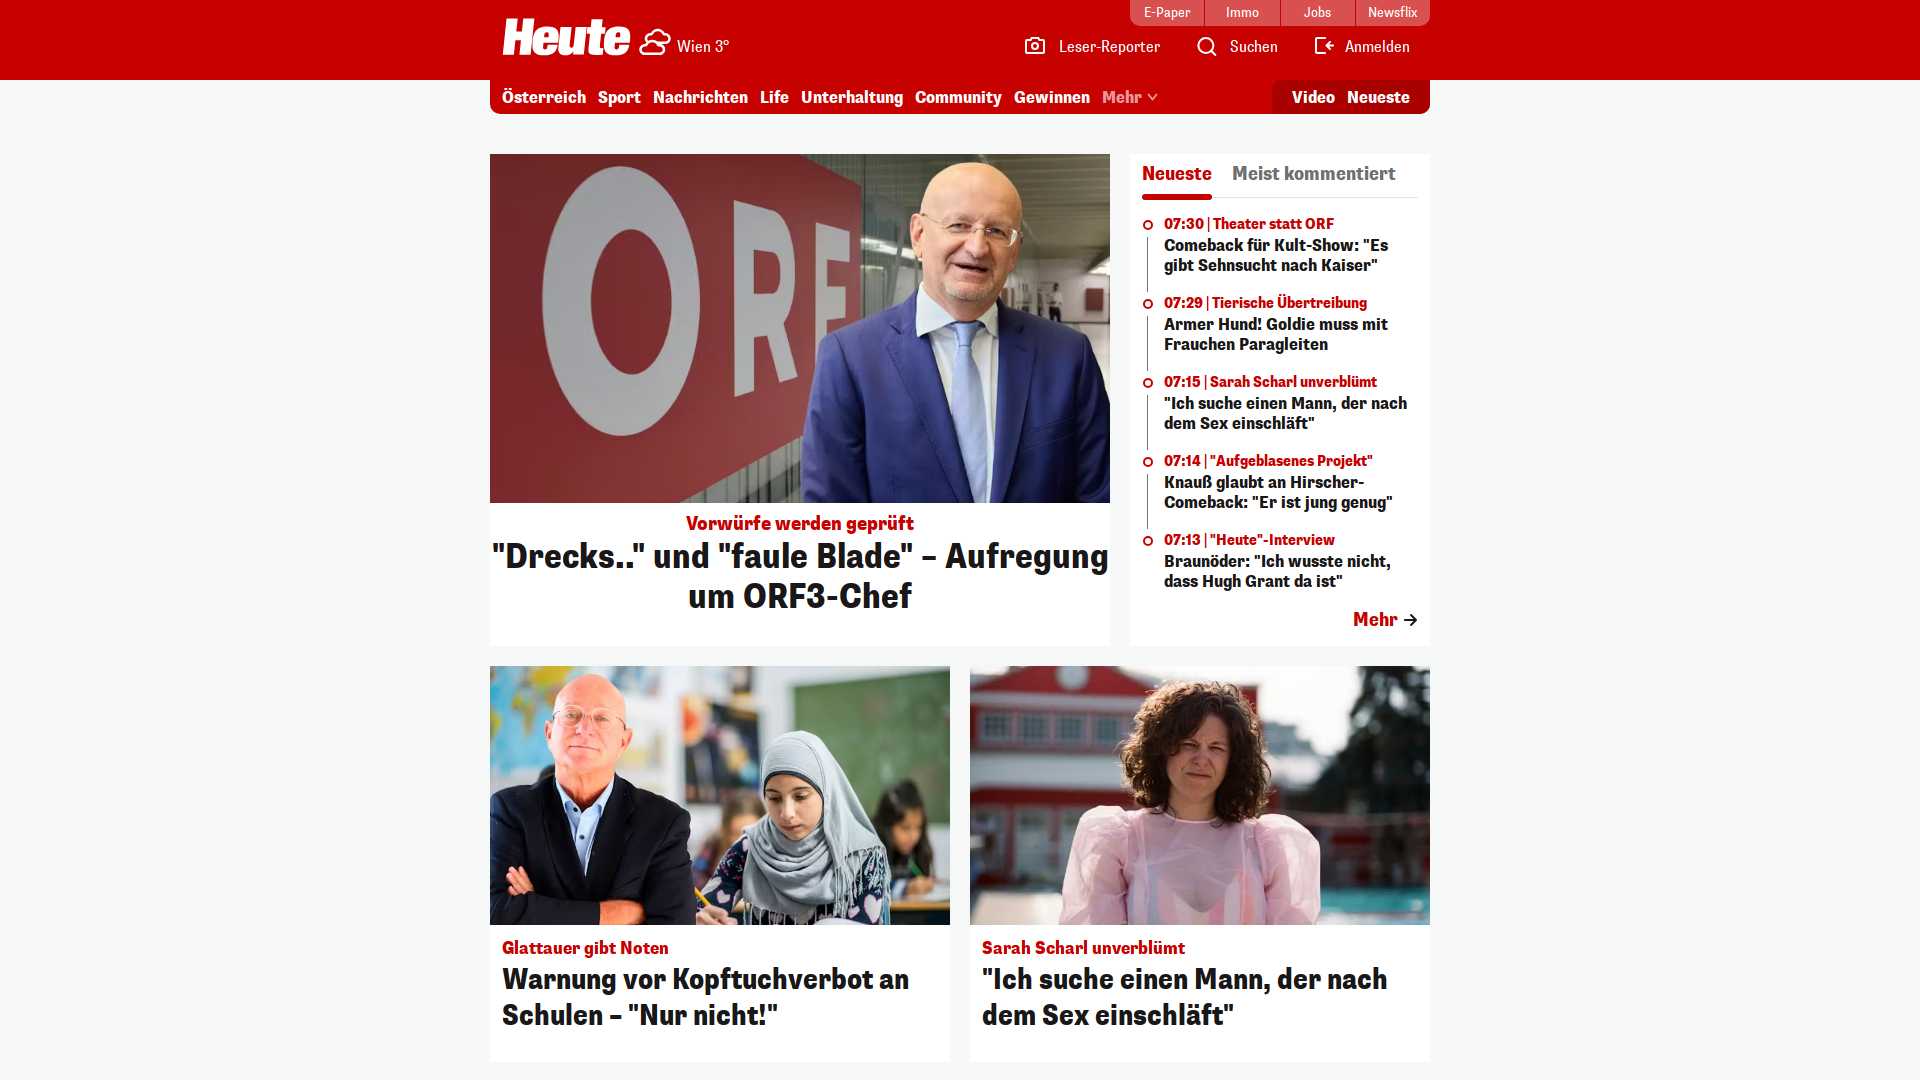 E-Paper
Immo
Jobs
Newsflix
Heute
Wien 3°
Leser-Reporter
Suchen
Anmelden
Österreich
Sport
Nachrichten
Life
Unterhaltung
Community
Gewinnen
Mehr
Video
Neueste
ORF
Vorwürfe werden geprüft
"Drecks.." und "faule Blade" – Aufregung
um ORF3-Chef
Neueste
Meist kommentiert
07:30 | Theater statt ORF
Comeback für Kult-Show: "Es
gibt Sehnsucht nach Kaiser"
07:29 | Tierische Übertreibung
Armer Hund! Goldie muss mit
Frauchen Paragleiten
07:15 | Sarah Scharl unverblümt
"Ich suche einen Mann, der nach
dem Sex einschläft"
07:14 | "Aufgeblasenes Projekt"
Knauß glaubt an Hirscher-
Comeback: "Er ist jung genug"
07:13 | "Heute"-Interview
Braunöder: "Ich wusste nicht,
dass Hugh Grant da ist"
Mehr
Glattauer gibt Noten
Warnung vor Kopftuchverbot an
Schulen – "Nur nicht!"
Sarah Scharl unverblümt
"Ich suche einen Mann, der nach
dem Sex einschläft"